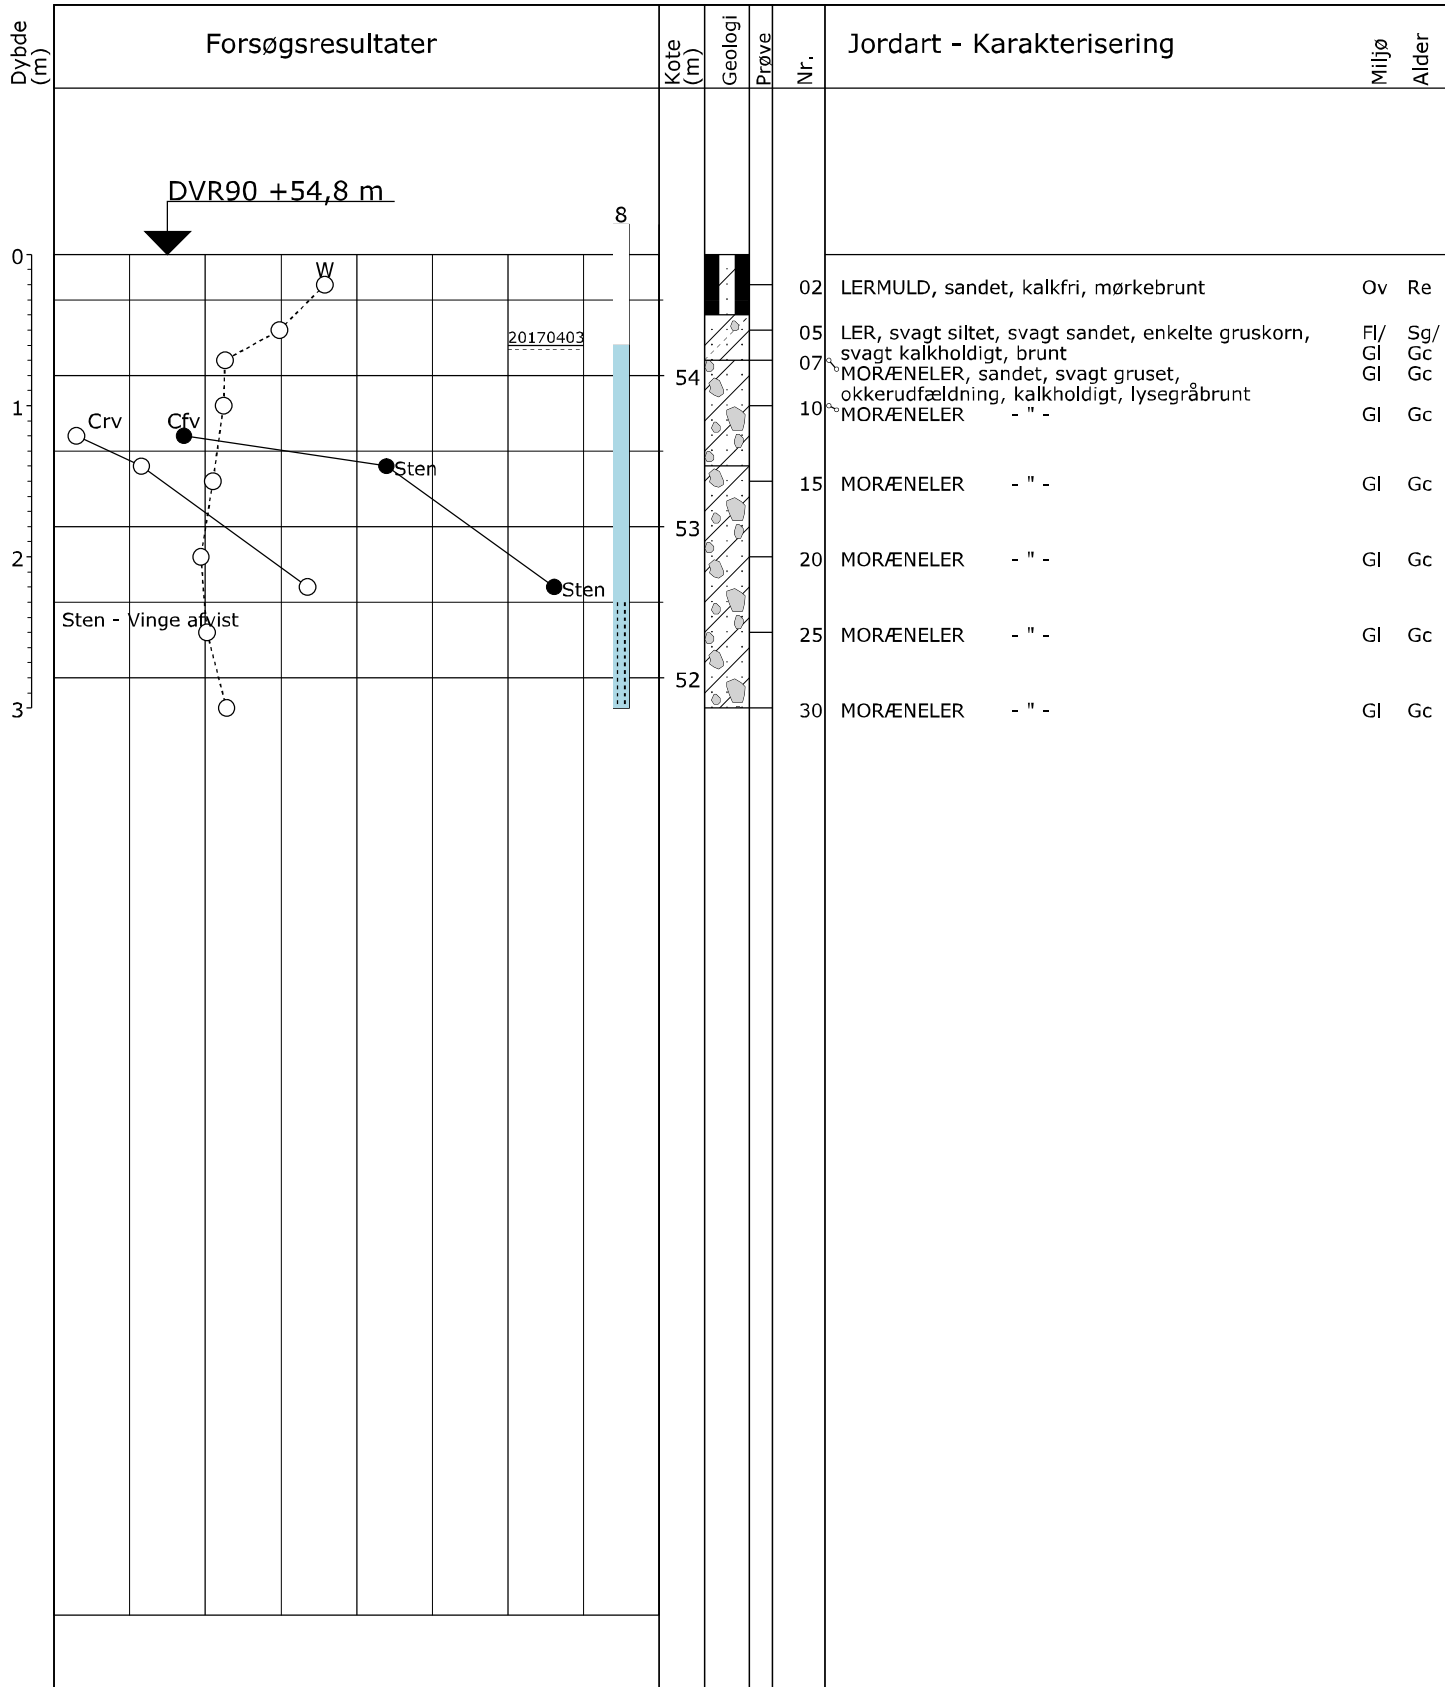 Dybde (m)
Forsøgsresultater
Kote (m)
Geologi
Prøve
Nr.
Jordart - Karakterisering
Miljø
Alder
DVR90 +54,8 m
8
0
W
02 LERMULD, sandet, kalkfri, mørkebrunt Ov Re
20170403
05 LER, svagt siltet, svagt sandet, enkelte gruskorn, Fl/ Sg/
svagt kalkholdigt, brunt Gl Gc
07 MORÆNELER, sandet, svagt gruset, Gl Gc
okkerudfældning, kalkholdigt, lysegråbrunt
54
1
10 MORÆNELER - " - Gl Gc
Crv
Cfv
Sten
15 MORÆNELER - " - Gl Gc
53
2
20 MORÆNELER - " - Gl Gc
Sten
Sten - Vinge afvist
25 MORÆNELER - " - Gl Gc
52
3
30 MORÆNELER - " - Gl Gc